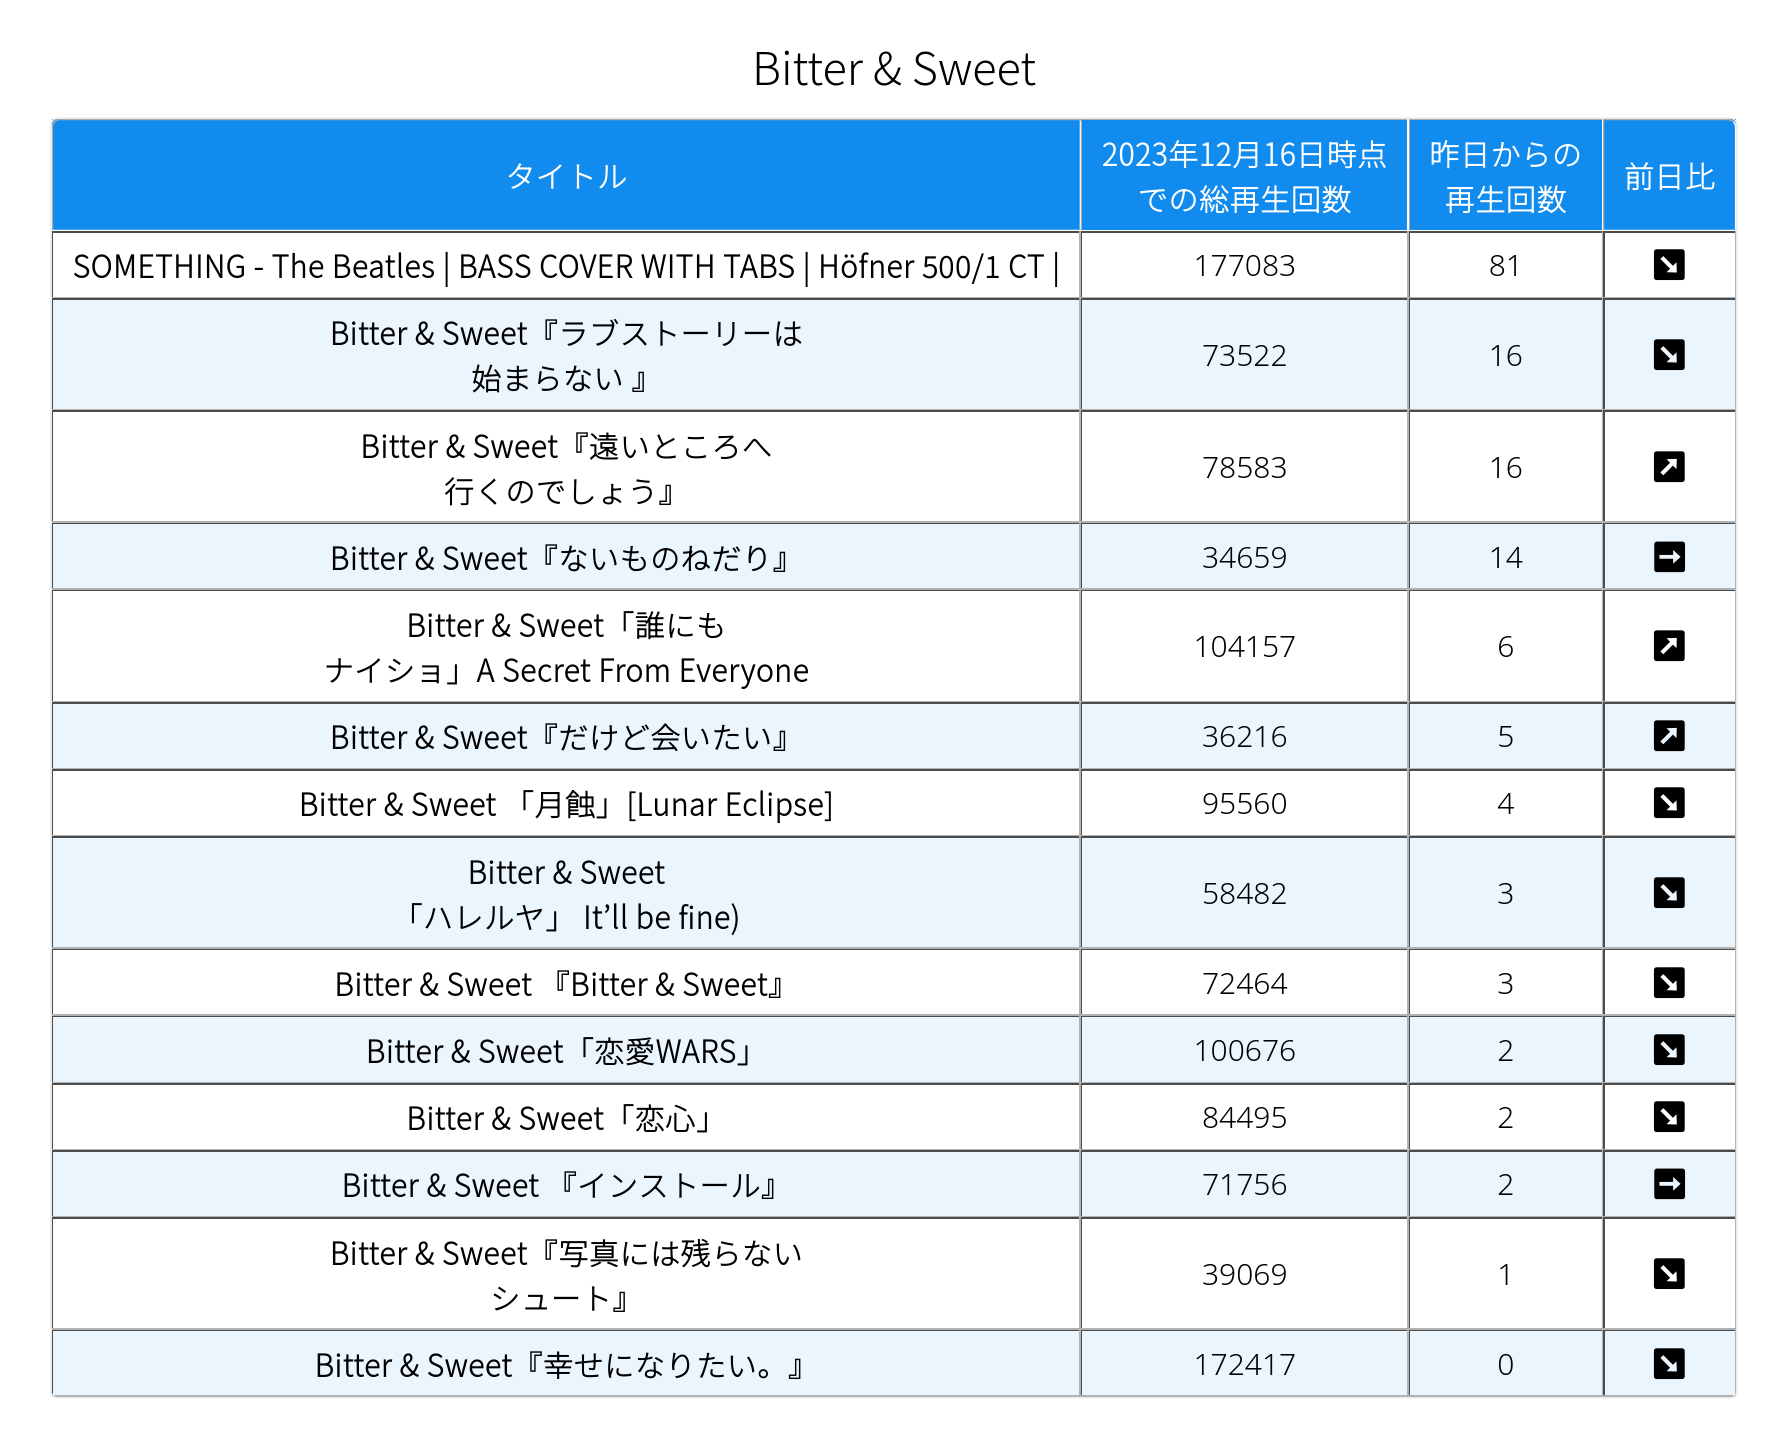 Bitter & Sweet
タイトル
2023年12月16日時点
での総再生回数
昨日からの
再生回数
前日比
SOMETHING - The Beatles | BASS COVER WITH TABS | Höfner 500/1 CT |
177083
81
Bitter & Sweet『ラブストーリーは
始まらない 』
73522
16
Bitter & Sweet『遠いところへ
行くのでしょう』
78583
16
Bitter & Sweet『ないものねだり』
34659
14
Bitter & Sweet「誰にも
ナイショ」A Secret From Everyone
104157
6
Bitter & Sweet『だけど会いたい』
36216
5
Bitter & Sweet 「月蝕」[Lunar Eclipse]
95560
4
Bitter & Sweet
「ハレルヤ」 It’ll be fine)
58482
3
Bitter & Sweet 『Bitter & Sweet』
72464
3
Bitter & Sweet「恋愛WARS」
100676
2
Bitter & Sweet「恋心」
84495
2
Bitter & Sweet 『インストール』
71756
2
Bitter & Sweet『写真には残らない
シュート』
39069
1
Bitter & Sweet『幸せになりたい。』
172417
0